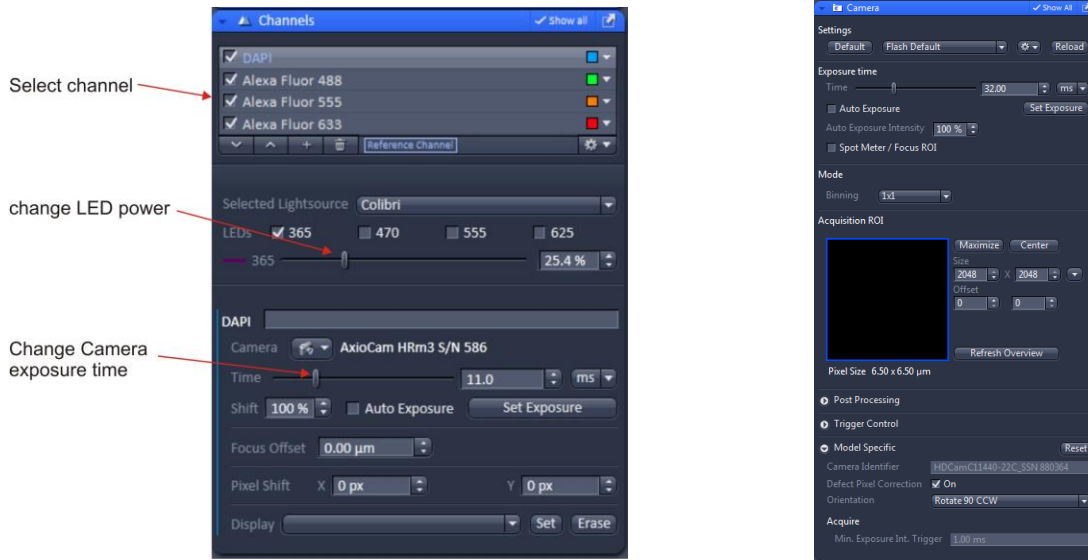 Channels Show all
Select channel
DAPI
Alexa Fluor 488
Alexa Fluor 555
Alexa Fluor 633
Reference Channel
change LED power
Selected Lightsource Colibri
LEDs 365 470 555 625
365 25.4 %
DAPI
Change Camera
exposure time
Camera AxioCam HRm3 S/N 586
Time 11.0 ms
Shift 100 % Auto Exposure Set Exposure
Focus Offset 0.00 µm
Pixel Shift X 0 px Y 0 px
Display Set Erase
Camera Show All
Settings
Default Flash Default Reload
Exposure time
Time 32.00 ms
Auto Exposure Set Exposure
Auto Exposure Intensity 100 %
Spot Meter / Focus ROI
Mode
Binning 1x1
Acquisition ROI
Maximize Center
Size
2048 X 2048
Offset
0 0
Refresh Overview
Pixel Size 6.50 x 6.50 µm
Post Processing
Trigger Control
Model Specific Reset
Camera Identifier HDCamC11440-22C_SSN 880364
Defect Pixel Correction On
Orientation Rotate 90 CCW
Acquire
Min. Exposure Int. Trigger 1.00 ms